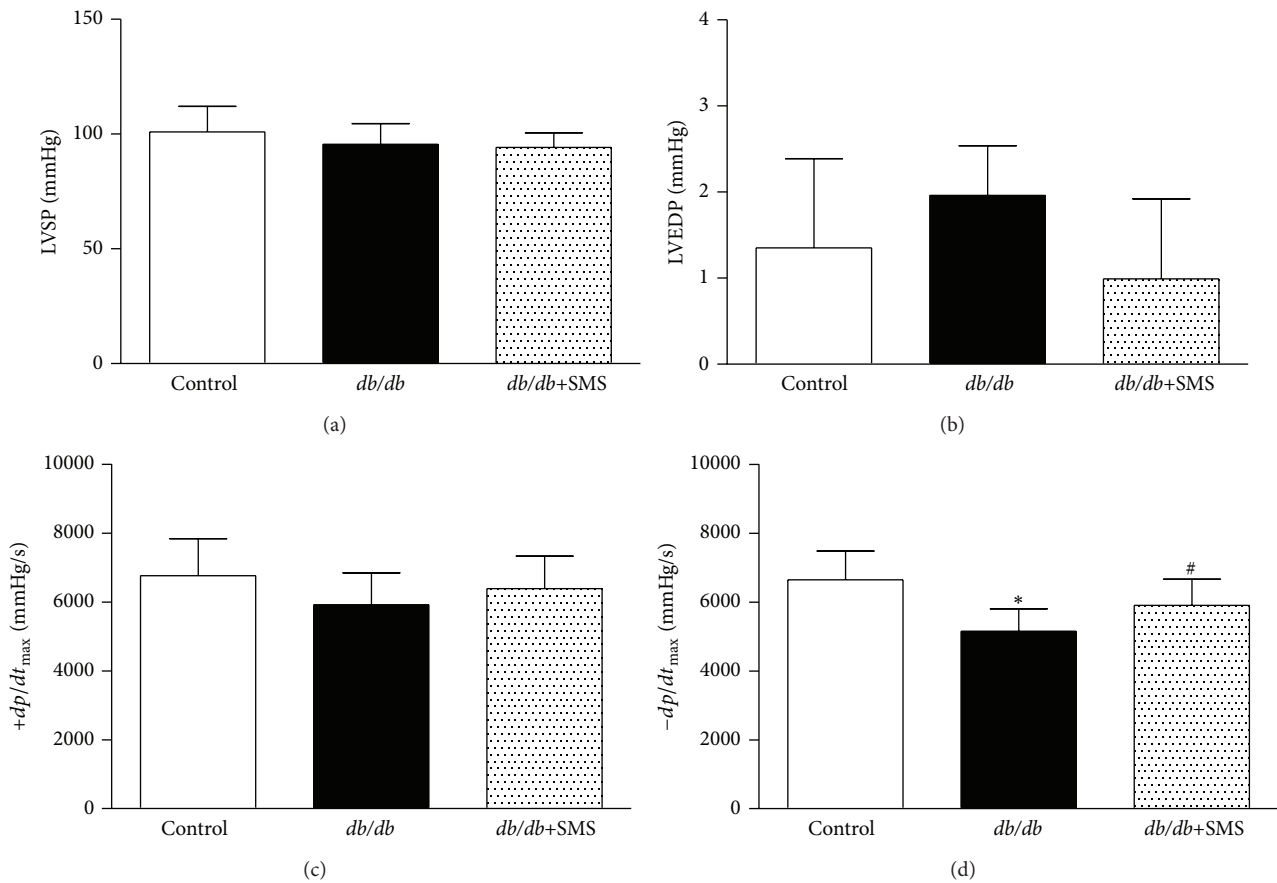 150
100
50
0
LVSP (mmHg)
Control
db/db
db/db+SMS
(a)
4
3
2
1
0
LVEDP (mmHg)
Control
db/db
db/db+SMS
(b)
10000
8000
6000
4000
2000
0
+dp/dtmax (mmHg/s)
Control
db/db
db/db+SMS
(c)
10000
8000
6000
4000
2000
0
−dp/dtmax (mmHg/s)
*
#
Control
db/db
db/db+SMS
(d)